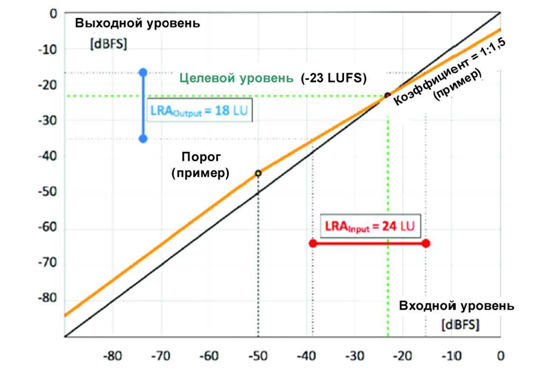 Выходной уровень
[dBFS]
0
-10
-20
-30
-40
-50
-60
-70
-80
Целевой уровень (-23 LUFS)
Коэффициент = 1:1.5
(пример)
LRAOutput = 18 LU
Порог
(пример)
LRAInput = 24 LU
Входной уровень
[dBFS]
-80 -70 -60 -50 -40 -30 -20 -10 0